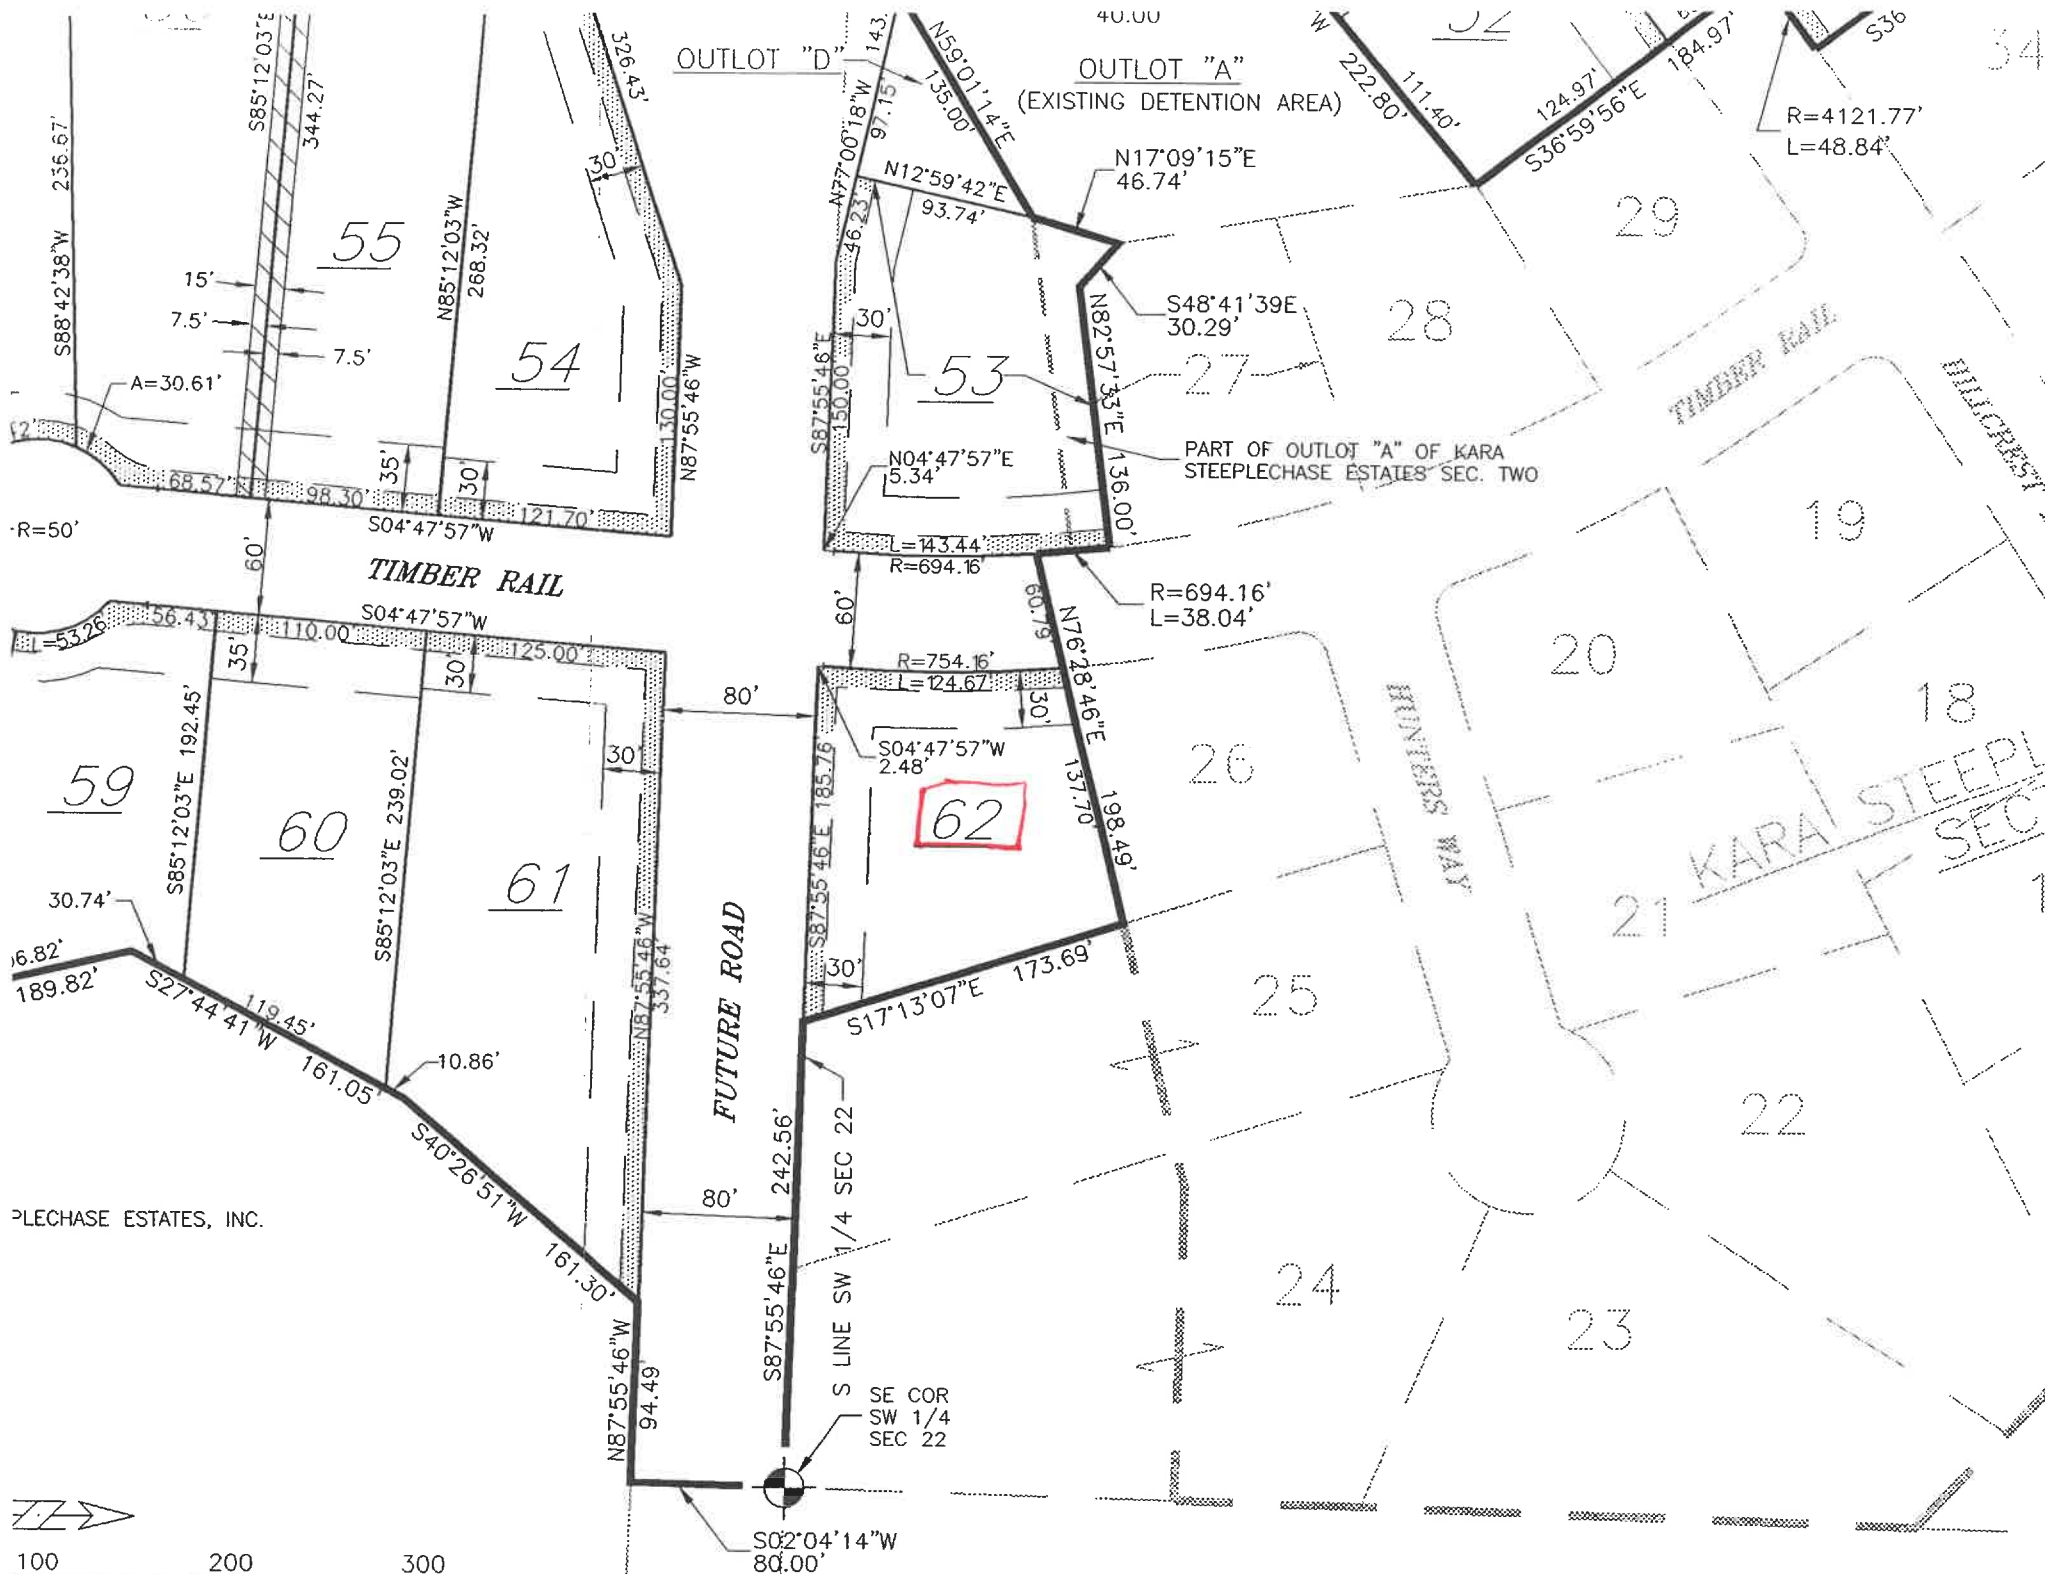 40.00
OUTLOT "D"
OUTLOT "A"
(EXISTING DETENTION AREA)
S85°12'03"E
344.27'
326.43'
143.
N59°01'14"E
135.00'
W
222.80'
111.40'
124.97'
S36°59'56"E
184.97'
S36
34
R=4121.77'
L=48.84'
S88°42'38"W
236.67'
N77°00'18"W
97.15'
46.23'
N12°59'42"E
93.74'
N17°09'15"E
46.74'
S48°41'39E
30.29'
30'
55
15'
7.5'
7.5'
N85°12'03"W
268.32'
54
N87°55'46"W
130.00'
S87°55'46"E
150.00'
30'
53
N82°57'33"E
136.00'
27
28
29
TIMBER RAIL
HILLCREST
A=30.61'
35'
30'
N04°47'57"E
5.34'
PART OF OUTLOT "A" OF KARA
STEEPLECHASE ESTATES SEC. TWO
19
68.57'
98.30'
121.70'
S04°47'57"W
R=50'
60'
TIMBER RAIL
L=143.44'
R=694.16'
60'
R=694.16'
L=38.04'
L=53.26
56.43'
S04°47'57"W
110.00
125.00'
35'
30'
R=754.16'
L=124.67'
30'
60.79'
N76°28'46"E
137.70'
198.49'
20
18
80'
S04°47'57"W
2.48'
26
HUNTERS WAY
KARA STEEPL
SEC
59
S85°12'03"E 192.45'
60
S85°12'03"E 239.02'
61
30'
N87°55'46"W
337.64'
FUTURE ROAD
S87°55'46"E 185.76'
62
30'
S17°13'07"E
173.69'
21
1
25
30.74'
06.82'
189.82'
S27°44'41"W
119.45'
161.05'
10.86'
S40°26'51"W
161.30'
22
PLECHASE ESTATES, INC.
80'
S87°55'46"E
242.56'
S LINE SW 1/4 SEC 22
24
23
N87°55'46"W
94.49'
SE COR
SW 1/4
SEC 22
S02°04'14"W
80.00'
100
200
300